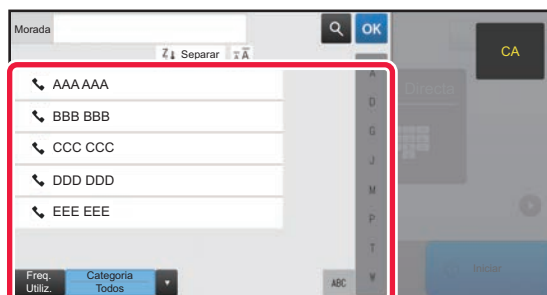 Morada
OK
CA
Separar
AAA AAA
BBB BBB
CCC CCC
DDD DDD
EEE EEE
A
D
G
J
M
P
T
W
Directa
Freq.
Utiliz.
Categoria
Todos
ABC
Iniciar